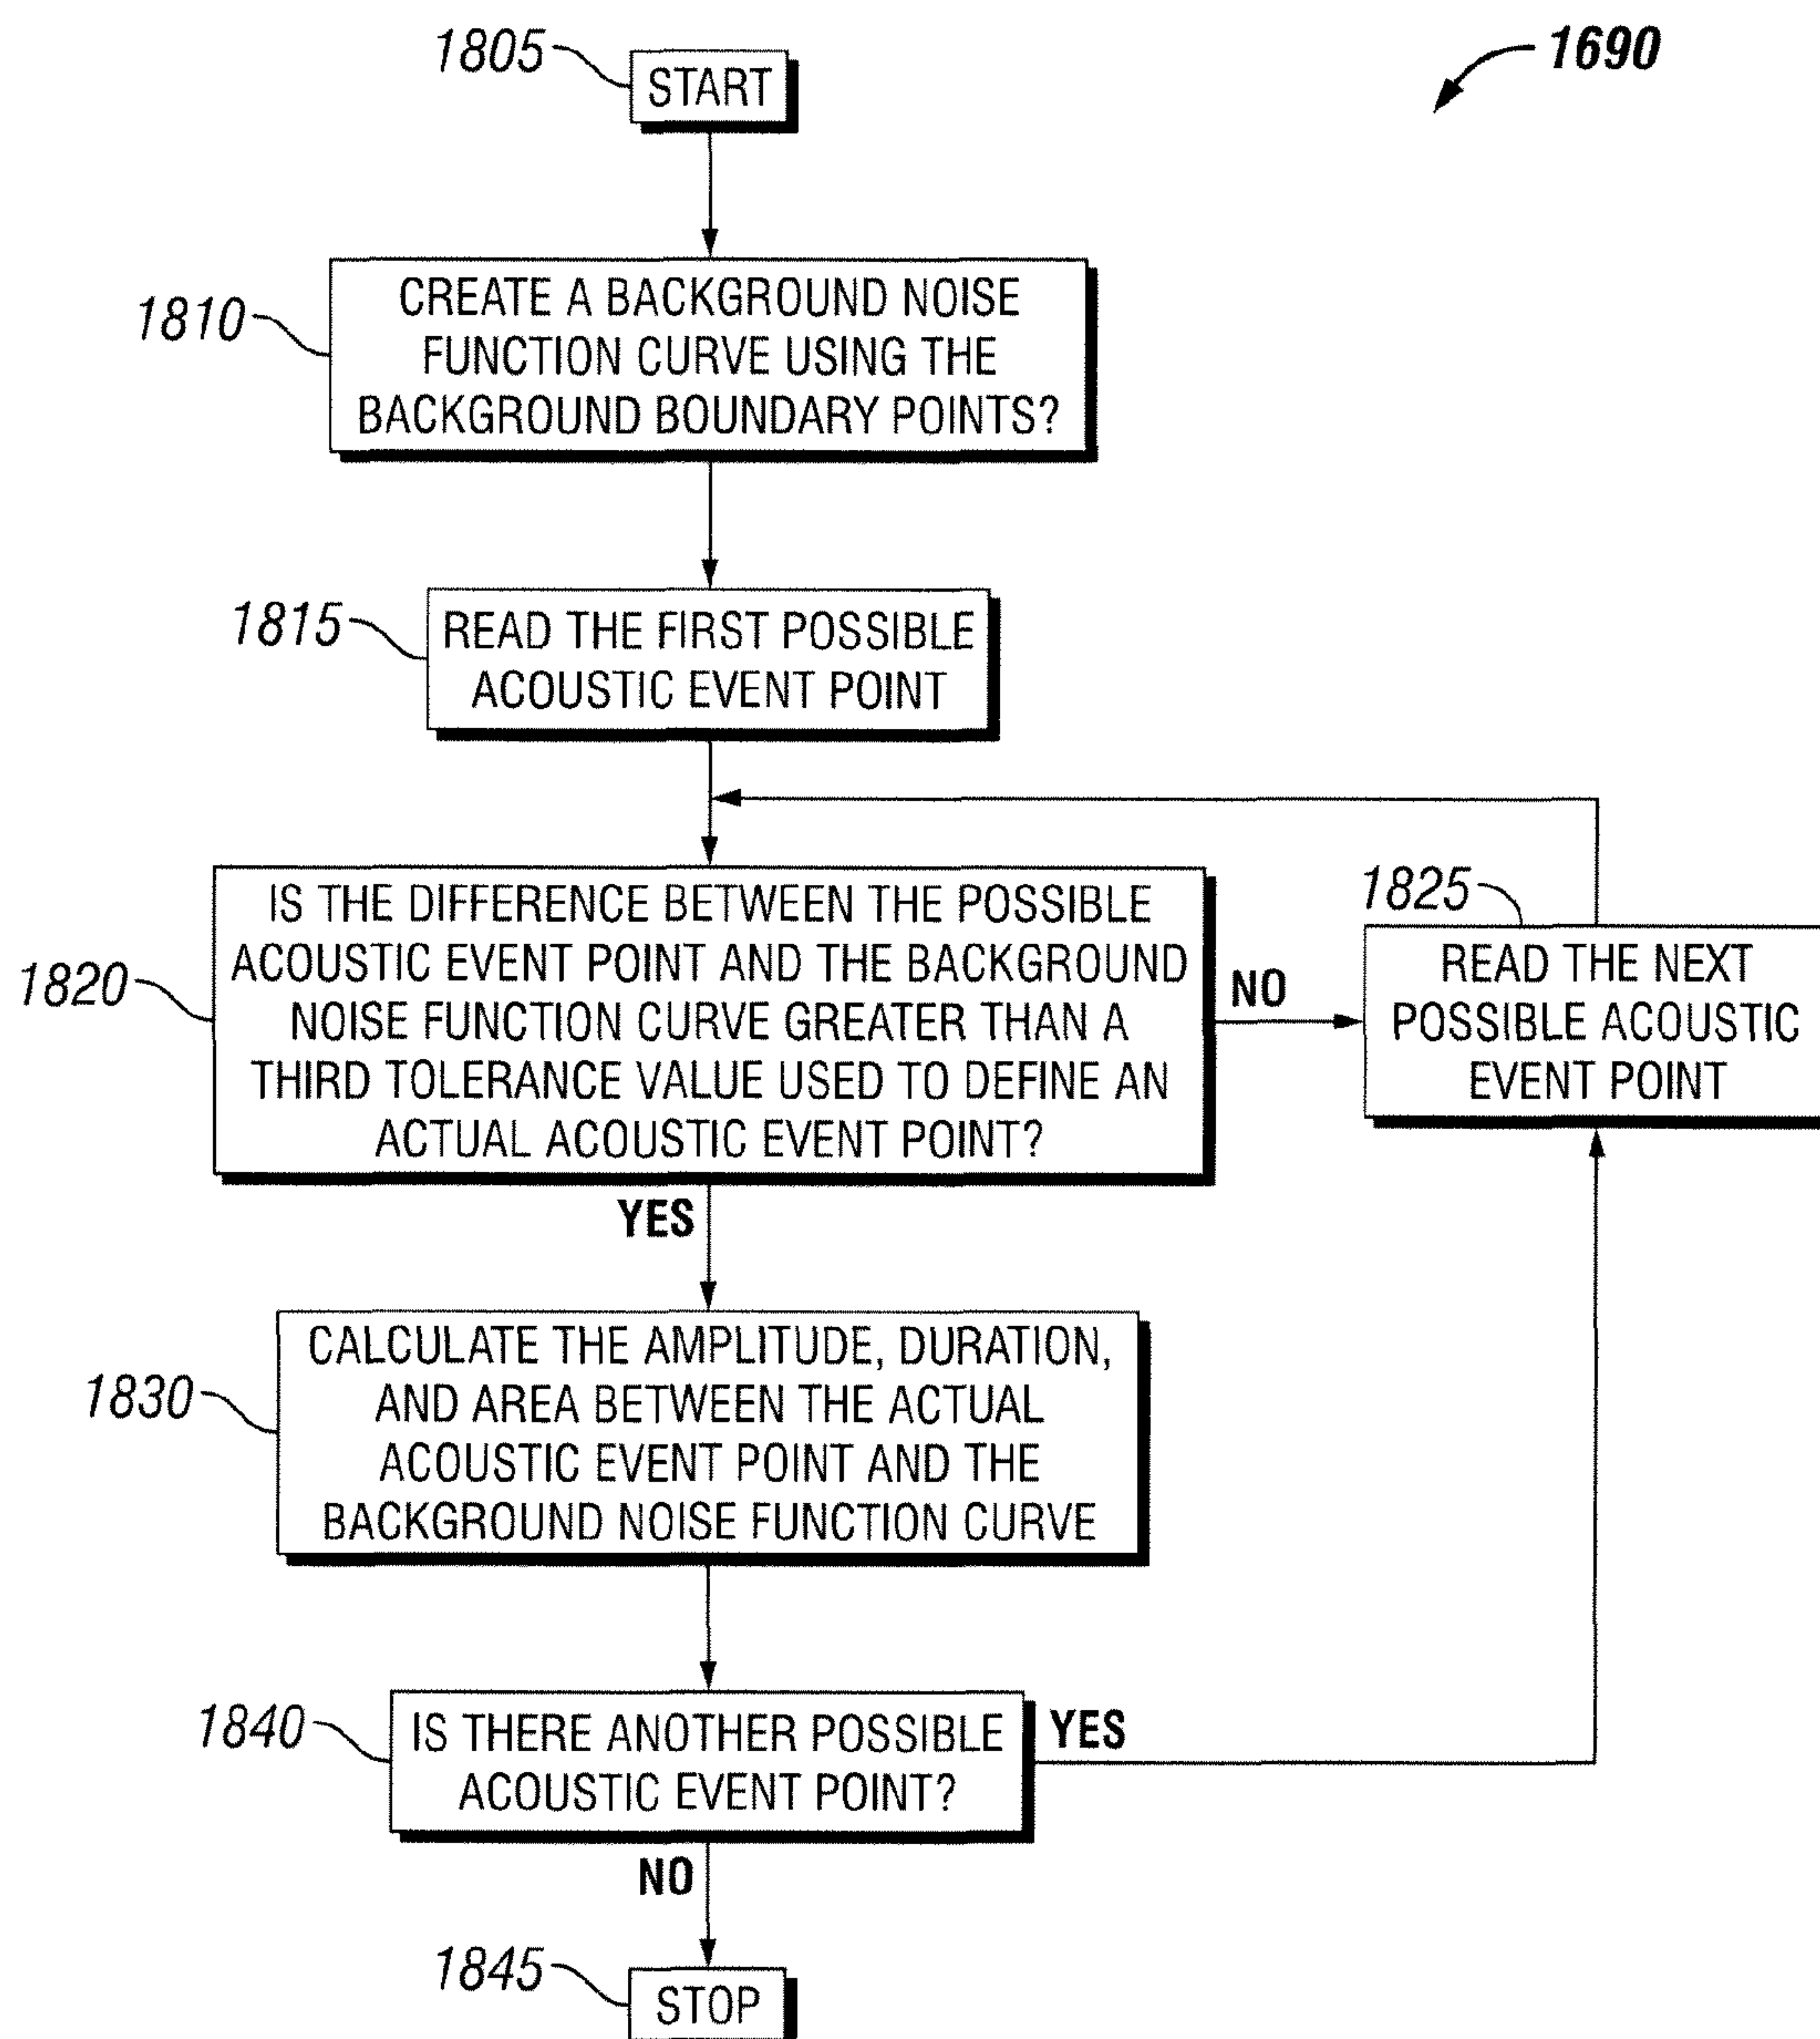 1805
START
1690
1810
CREATE A BACKGROUND NOISE
FUNCTION CURVE USING THE
BACKGROUND BOUNDARY POINTS?
1815
READ THE FIRST POSSIBLE
ACOUSTIC EVENT POINT
1820
IS THE DIFFERENCE BETWEEN THE POSSIBLE
ACOUSTIC EVENT POINT AND THE BACKGROUND
NOISE FUNCTION CURVE GREATER THAN A
THIRD TOLERANCE VALUE USED TO DEFINE AN
ACTUAL ACOUSTIC EVENT POINT?
NO
1825
READ THE NEXT
POSSIBLE ACOUSTIC
EVENT POINT
YES
1830
CALCULATE THE AMPLITUDE, DURATION,
AND AREA BETWEEN THE ACTUAL
ACOUSTIC EVENT POINT AND THE
BACKGROUND NOISE FUNCTION CURVE
1840
IS THERE ANOTHER POSSIBLE
ACOUSTIC EVENT POINT?
YES
NO
1845
STOP